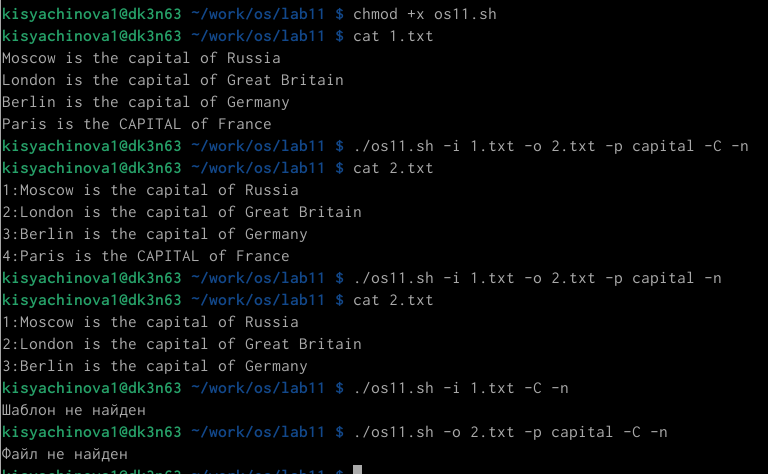 kisyachinova1@dk3n63 ~/work/os/lab11 $ chmod +x os11.sh
kisyachinova1@dk3n63 ~/work/os/lab11 $ cat 1.txt
Moscow is the capital of Russia
London is the capital of Great Britain
Berlin is the capital of Germany
Paris is the CAPITAL of France
kisyachinova1@dk3n63 ~/work/os/lab11 $ ./os11.sh -i 1.txt -o 2.txt -p capital -C -n
kisyachinova1@dk3n63 ~/work/os/lab11 $ cat 2.txt
1:Moscow is the capital of Russia
2:London is the capital of Great Britain
3:Berlin is the capital of Germany
4:Paris is the CAPITAL of France
kisyachinova1@dk3n63 ~/work/os/lab11 $ ./os11.sh -i 1.txt -o 2.txt -p capital -n
kisyachinova1@dk3n63 ~/work/os/lab11 $ cat 2.txt
1:Moscow is the capital of Russia
2:London is the capital of Great Britain
3:Berlin is the capital of Germany
kisyachinova1@dk3n63 ~/work/os/lab11 $ ./os11.sh -i 1.txt -C -n
Шаблон не найден
kisyachinova1@dk3n63 ~/work/os/lab11 $ ./os11.sh -o 2.txt -p capital -C -n
Файл не найден
kisyachinova1@dk3n63 ~/work/os/lab11 $